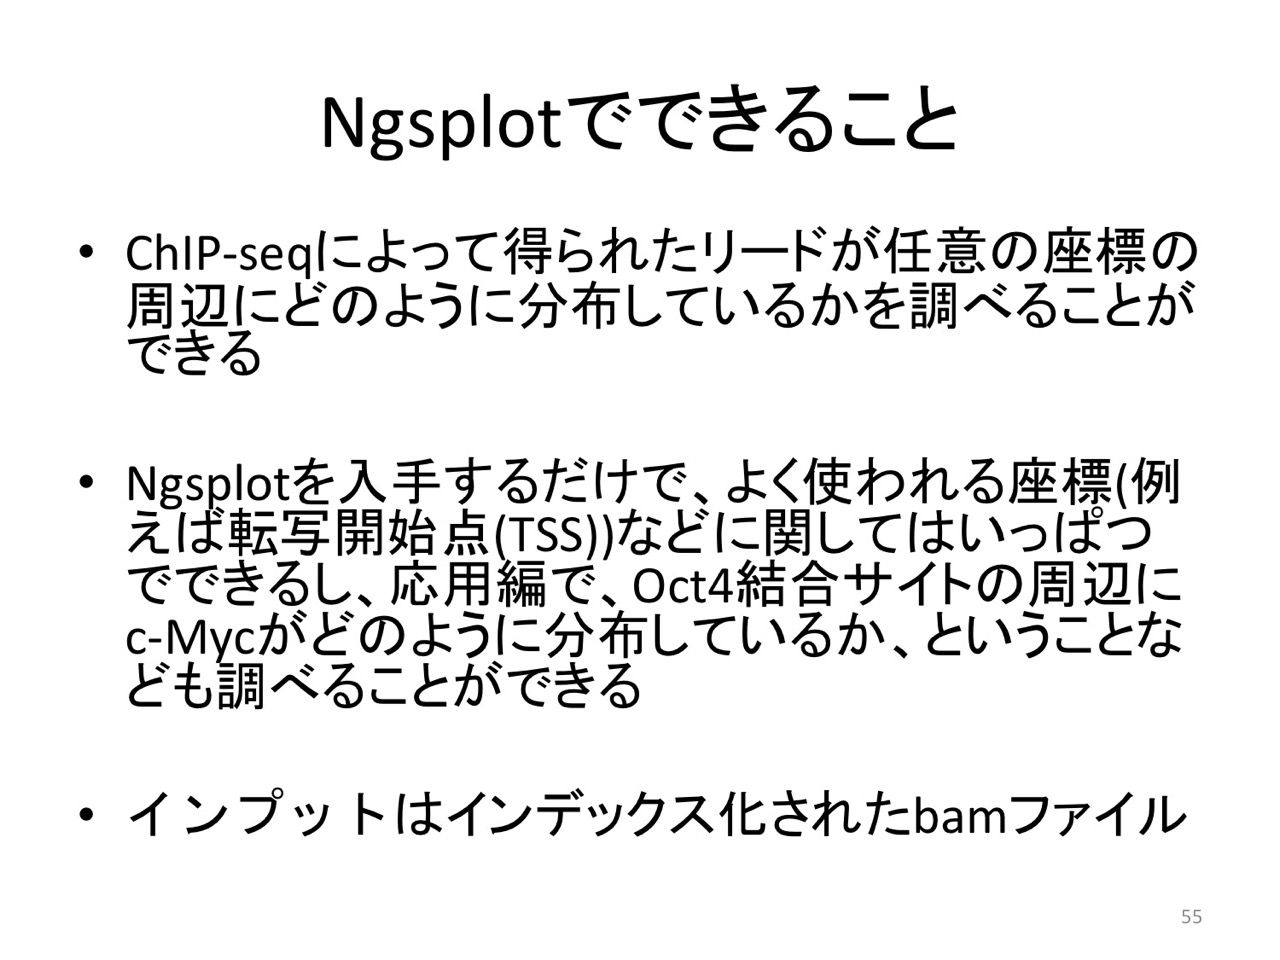 Ngsplotでできること
• ChIP-seqによって得られたリードが任意の座標の
周辺にどのように分布しているかを調べることが
できる
• Ngsplotを入手するだけで、よく使われる座標(例
えば転写開始点(TSS))などに関してはいっぱつ
でできるし、応用編で、Oct4結合サイトの周辺に
c-Mycがどのように分布しているか、ということな
ども調べることができる
• インプットはインデックス化されたbamファイル
55